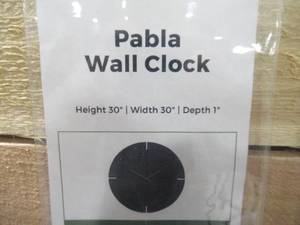 Pabla
Wall Clock
Height 30" | Width 30" | Depth 1"